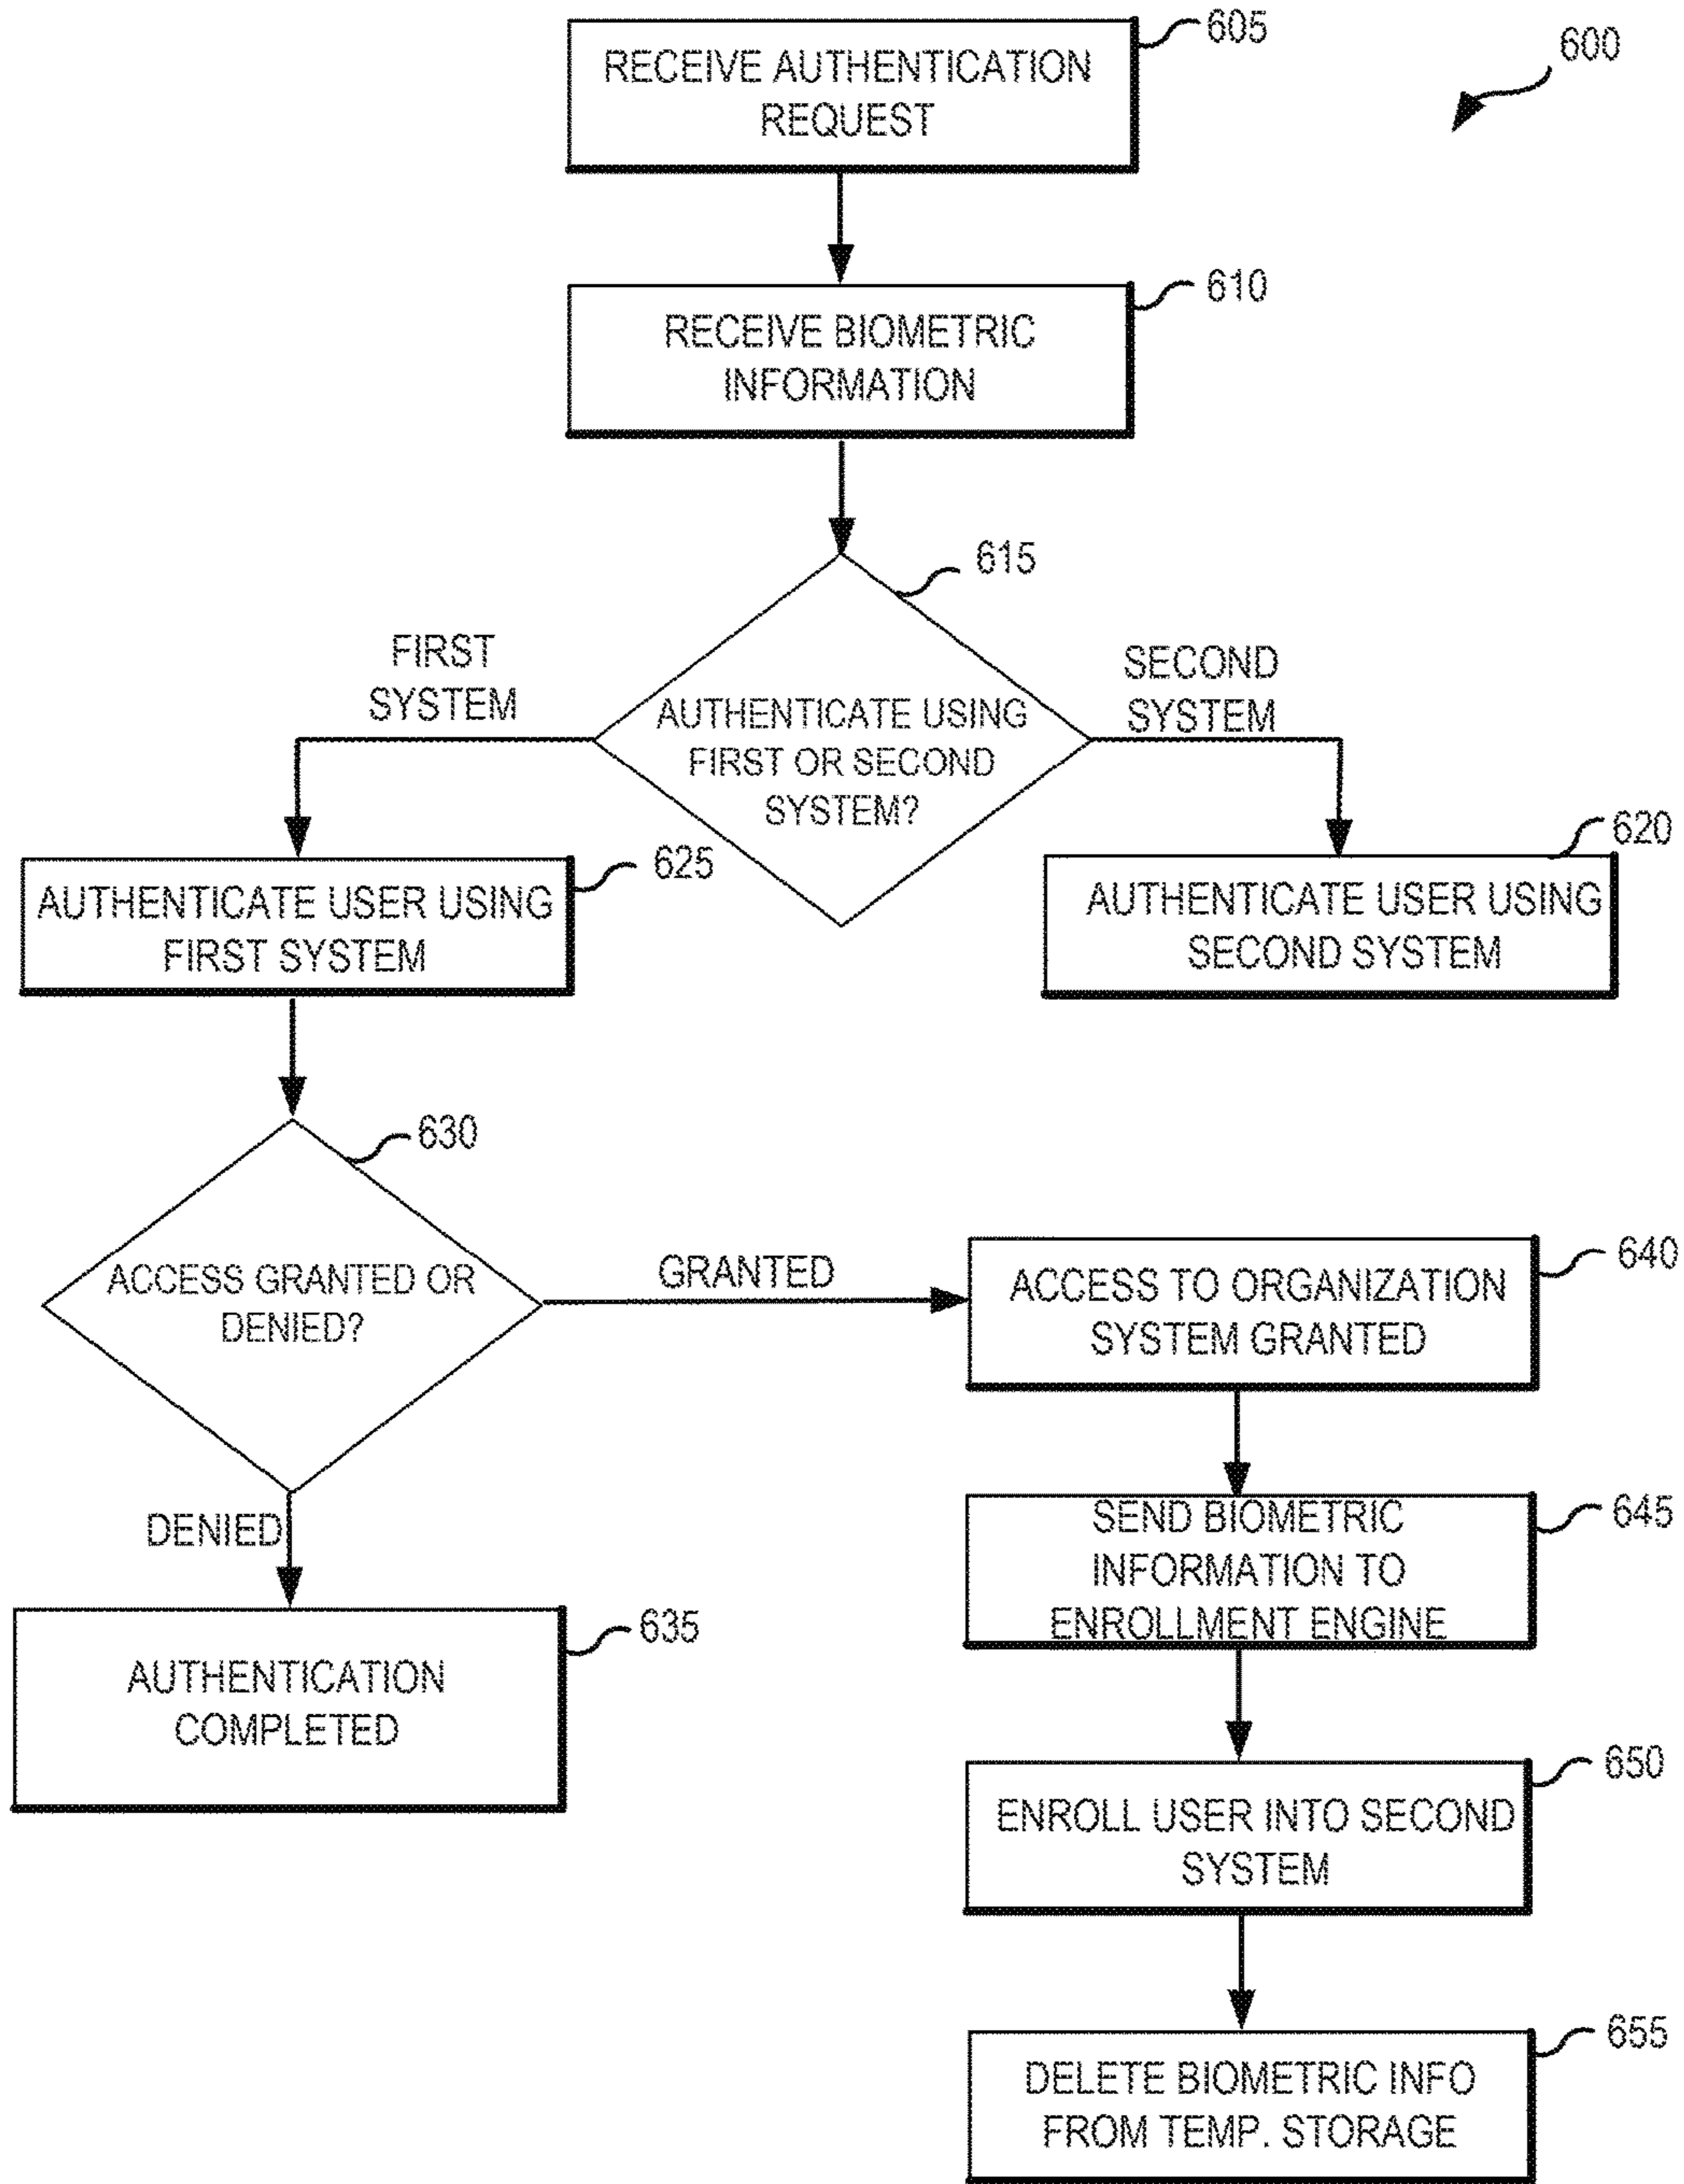 605
600
RECEIVE AUTHENTICATION
REQUEST
610
RECEIVE BIOMETRIC
INFORMATION
615
FIRST
SYSTEM
SECOND
SYSTEM
AUTHENTICATE USING
FIRST OR SECOND
SYSTEM?
625
620
AUTHENTICATE USER USING
FIRST SYSTEM
AUTHENTICATE USER USING
SECOND SYSTEM
630
ACCESS GRANTED OR
DENIED?
GRANTED
640
ACCESS TO ORGANIZATION
SYSTEM GRANTED
DENIED
645
SEND BIOMETRIC
INFORMATION TO
ENROLLMENT ENGINE
635
AUTHENTICATION
COMPLETED
650
ENROLL USER INTO SECOND
SYSTEM
655
DELETE BIOMETRIC INFO
FROM TEMP. STORAGE